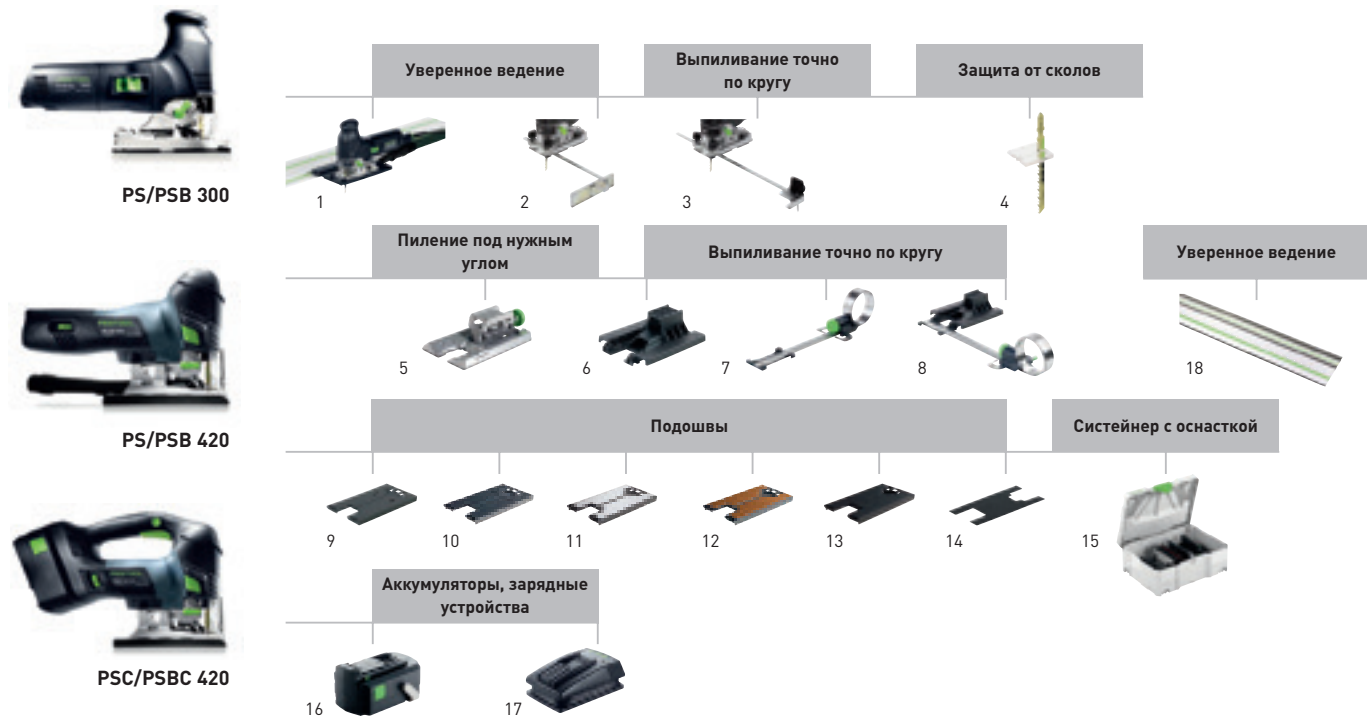 Уверенное ведение
Выпиливание точно
по кругу
Защита от сколов
PS/PSB 300
1
2
3
4
Пиление под нужным
углом
Выпиливание точно по кругу
Уверенное ведение
5
6
7
8
18
PS/PSB 420
Подошвы
Систейнер с оснасткой
9
10
11
12
13
14
15
Аккумуляторы, зарядные
устройства
PSC/PSBC 420
16
17